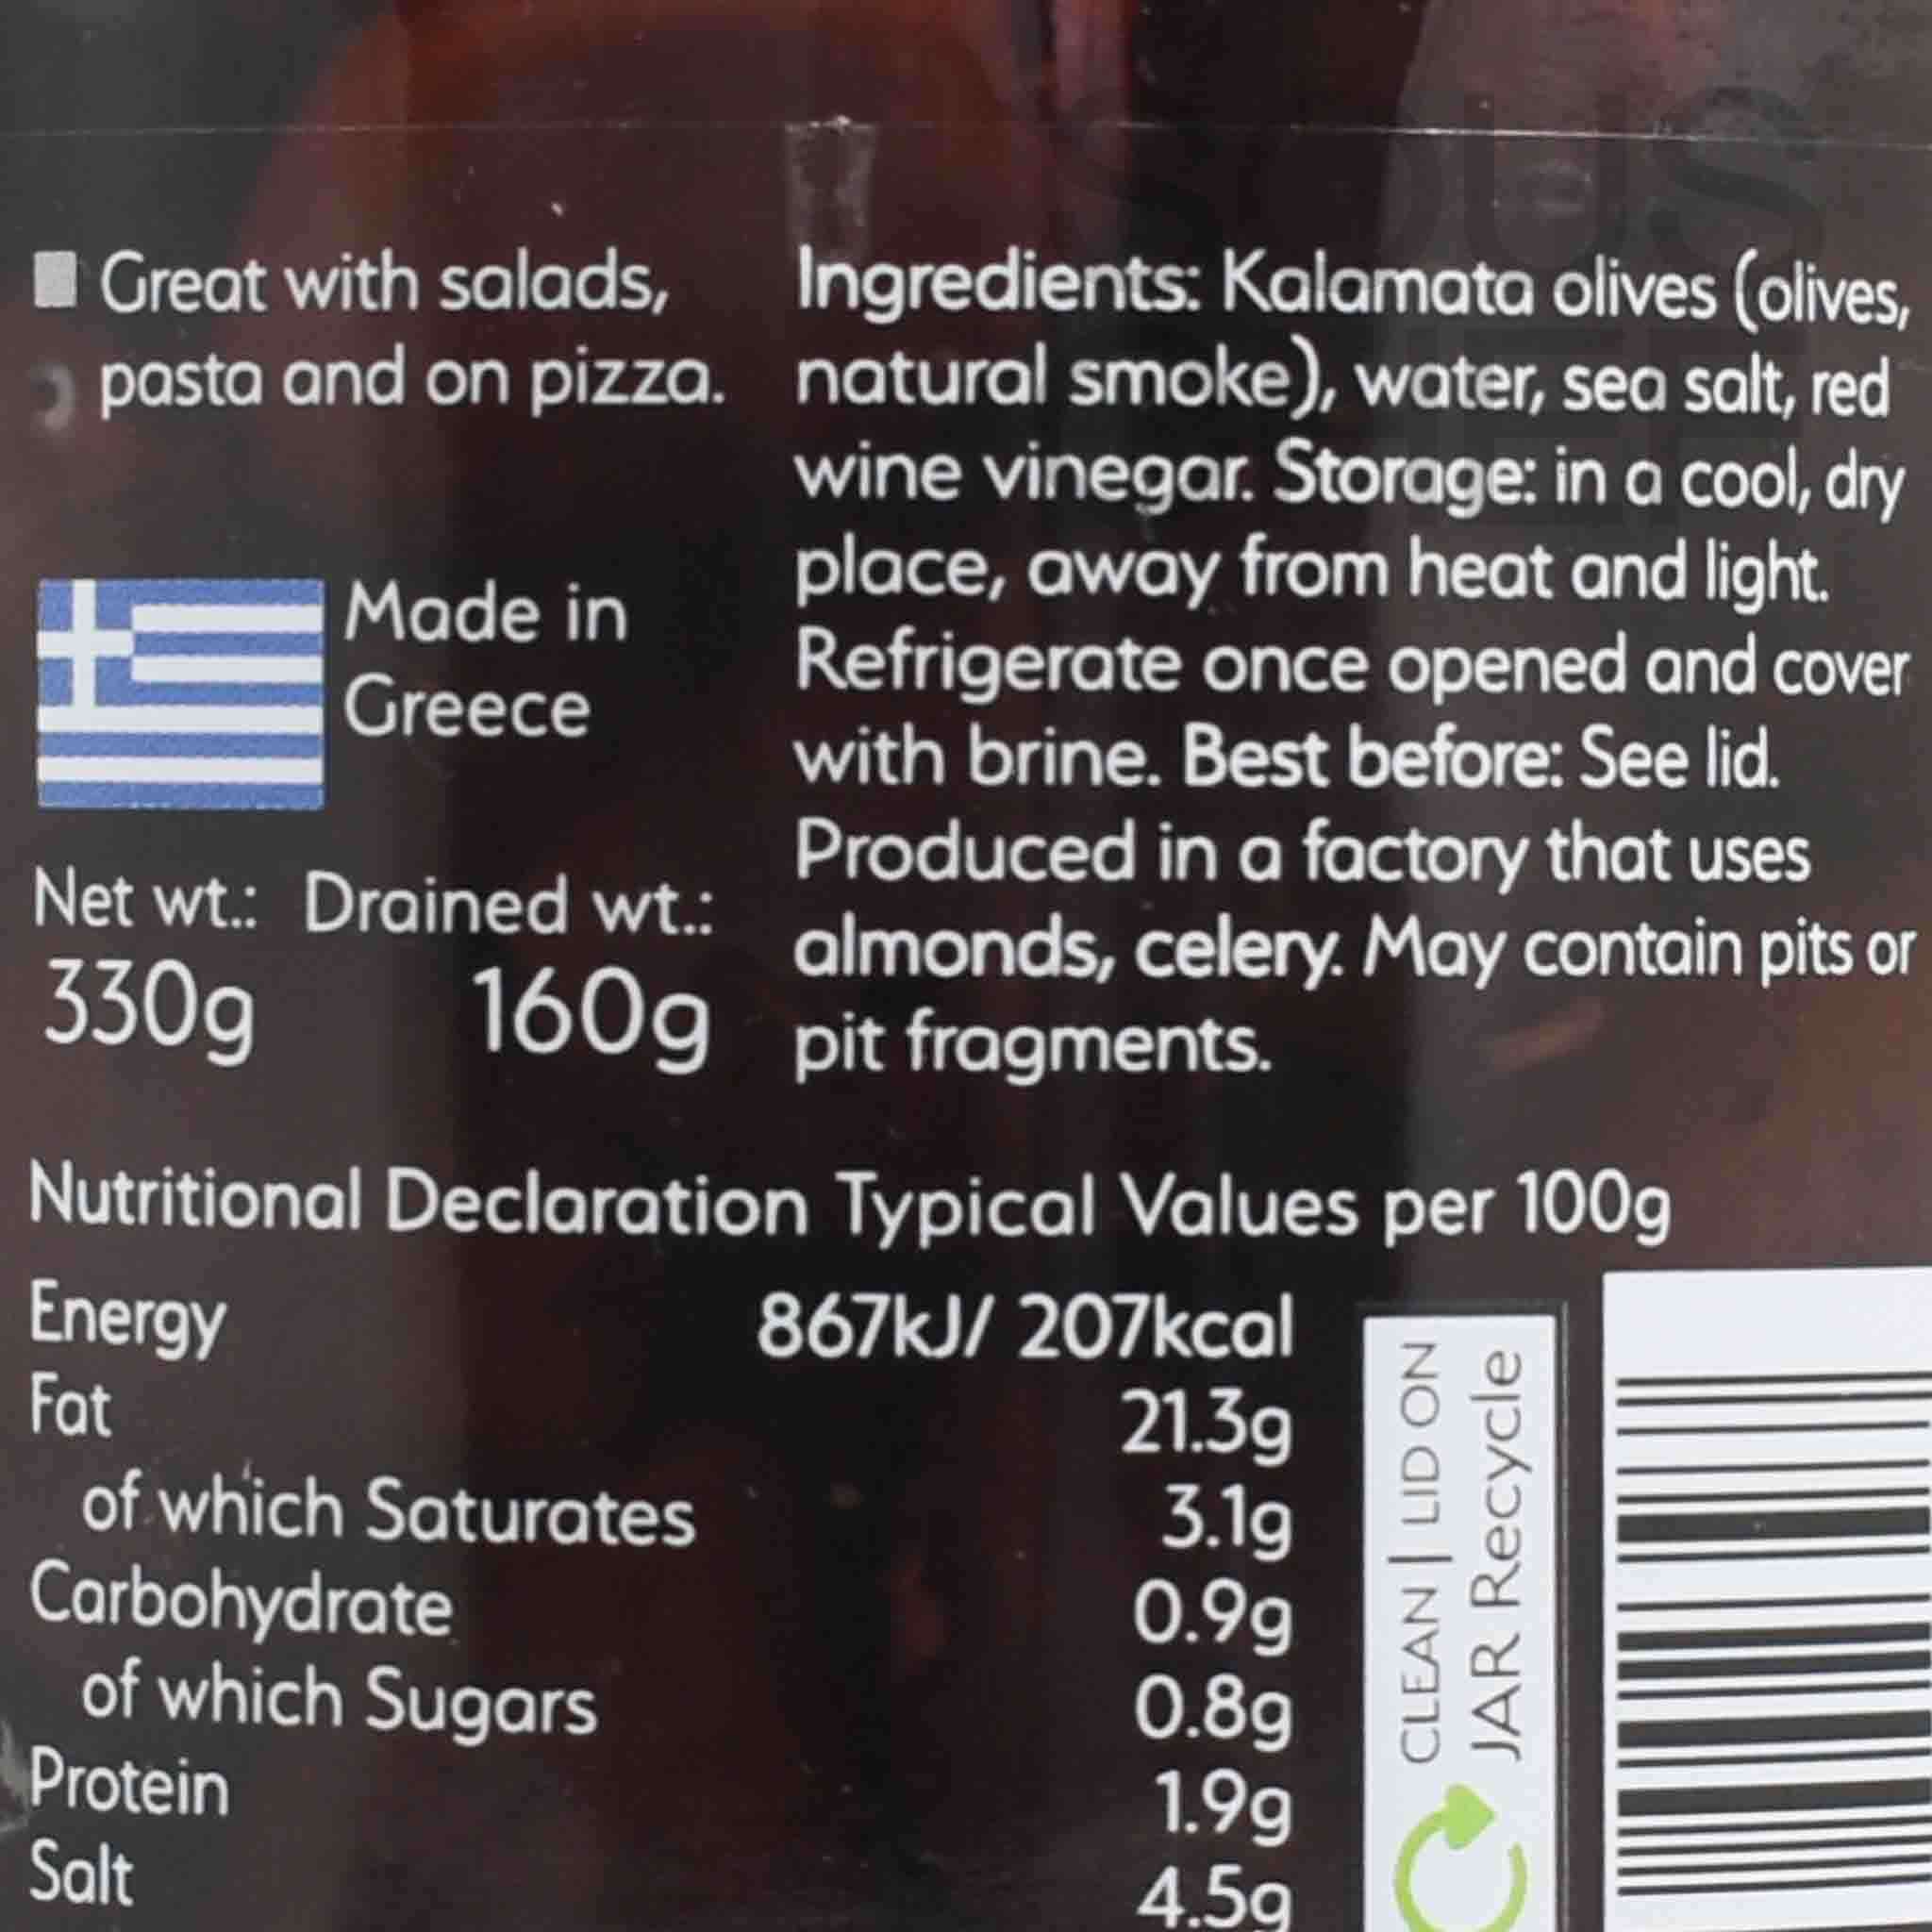 Great with salads,
pasta and on pizza.
Made in
Greece
Net wt.: Drained wt.:
330g 160g
Ingredients: Kalamata olives (olives,
natural smoke), water, sea salt, red
wine vinegar. Storage: in a cool, dry
place, away from heat and light.
Refrigerate once opened and cover
with brine. Best before: See lid.
Produced in a factory that uses
almonds, celery. May contain pits or
pit fragments.
Nutritional Declaration Typical Values per 100g
Energy 867kJ/ 207kcal
Fat 21.3g
of which Saturates 3.1g
Carbohydrate 0.9g
of which Sugars 0.8g
Protein 1.9g
Salt 4.5g
CLEAN | LID ON
JAR Recycle